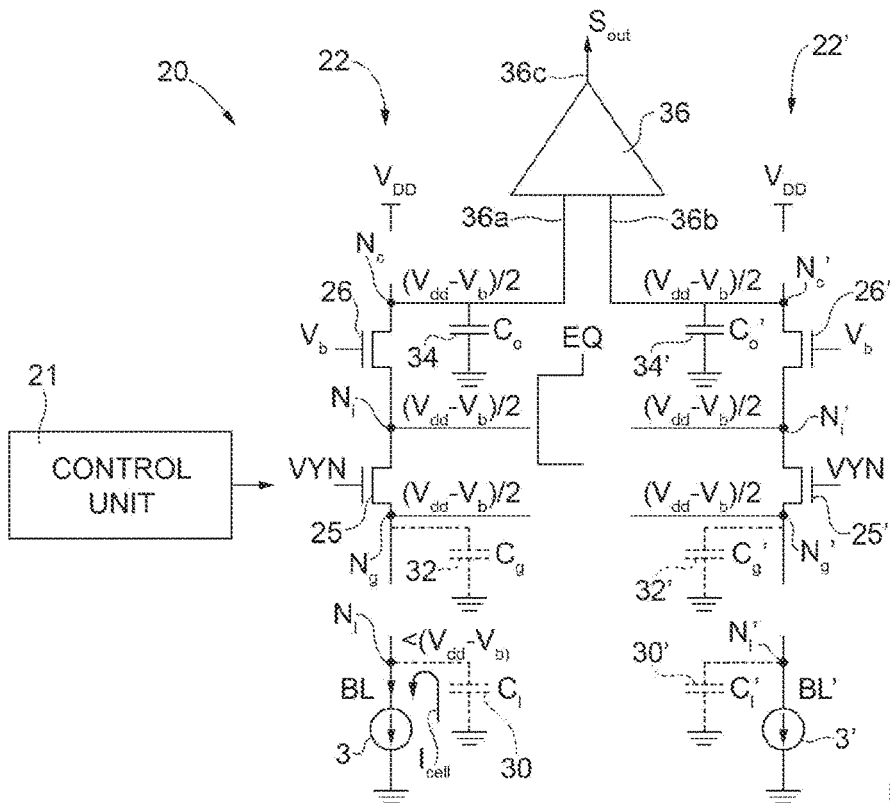 S_out
22
22'
20
36c
36
V_DD
V_DD
36a
36b
N_c
(V_dd-V_b)/2
(V_dd-V_b)/2
N_c'
26
26'
V_b
34
C_o
EQ
34'
C_o'
V_b
21
N_i
(V_dd-V_b)/2
(V_dd-V_b)/2
N_i'
CONTROL
UNIT
VYN
(V_dd-V_b)/2
(V_dd-V_b)/2
VYN
25
25'
N_g
32
C_g
32'
C_g'
N_g'
N_l
<(V_dd-V_b)
N_l'
30'
BL
C_l
C_l'
BL'
3
I_cell
30
3'